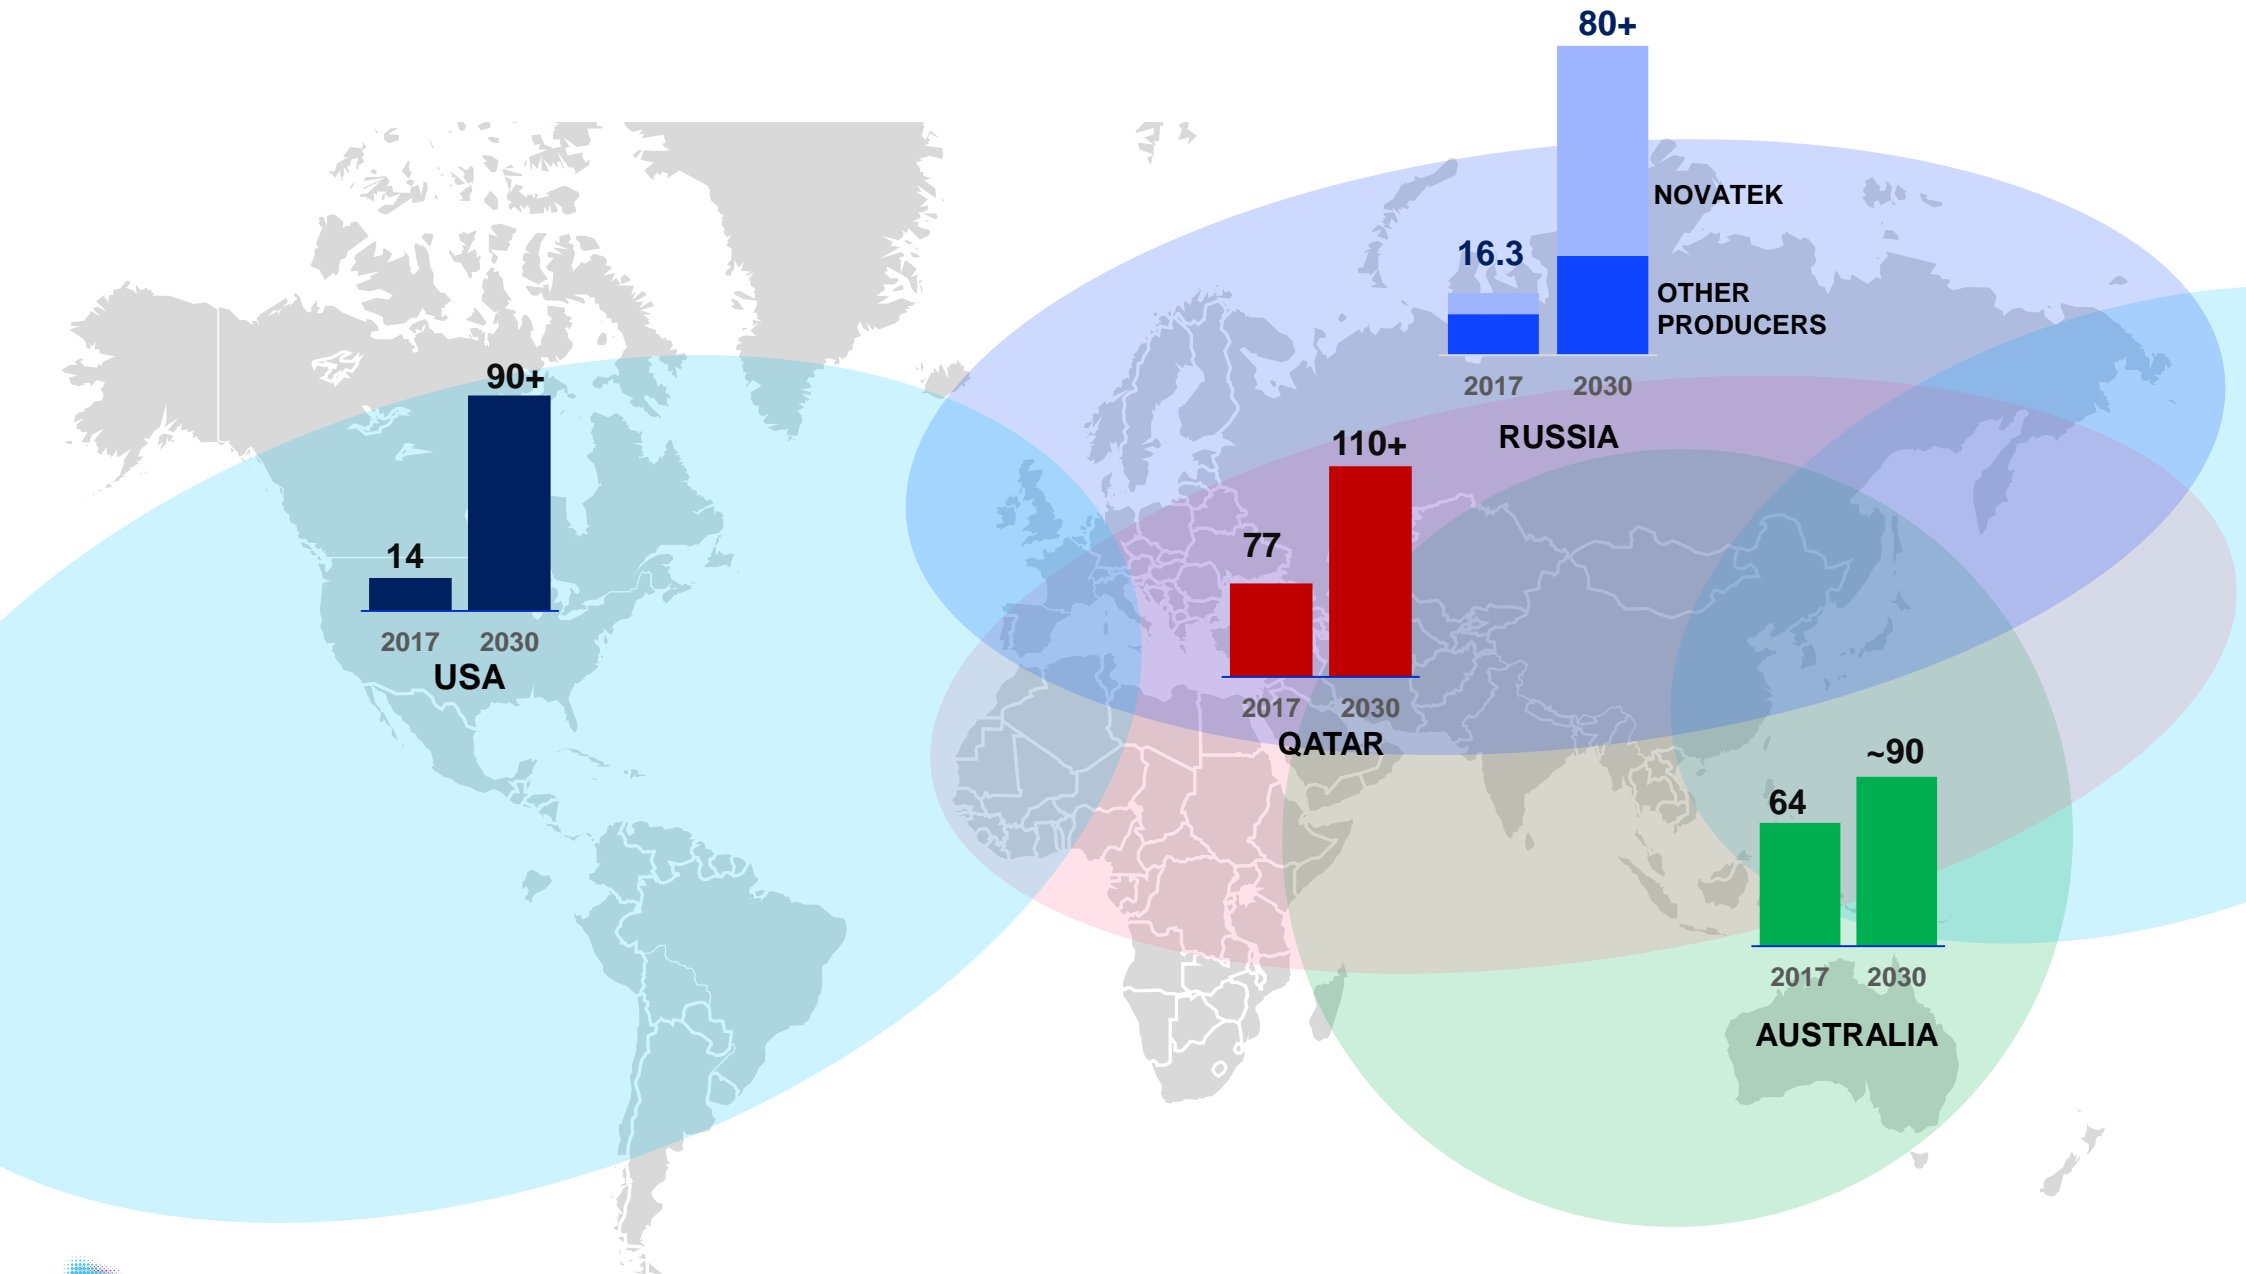 80+
NOVATEK
16.3
OTHER
PRODUCERS
2017 2030
RUSSIA
90+
14
2017 2030
USA
110+
77
2017 2030
QATAR
~90
64
2017 2030
AUSTRALIA